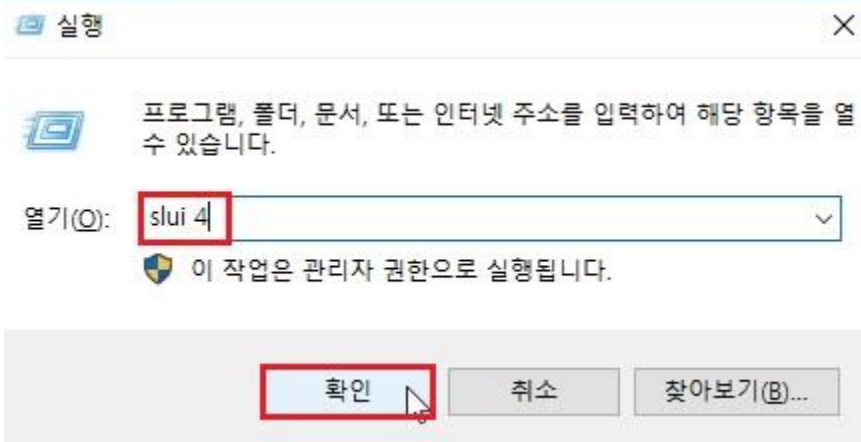 실행
프로그램, 폴더, 문서, 또는 인터넷 주소를 입력하여 해당 항목을 열
수 있습니다.
열기(O): slui 4
이 작업은 관리자 권한으로 실행됩니다.
확인 취소 찾아보기(B)...